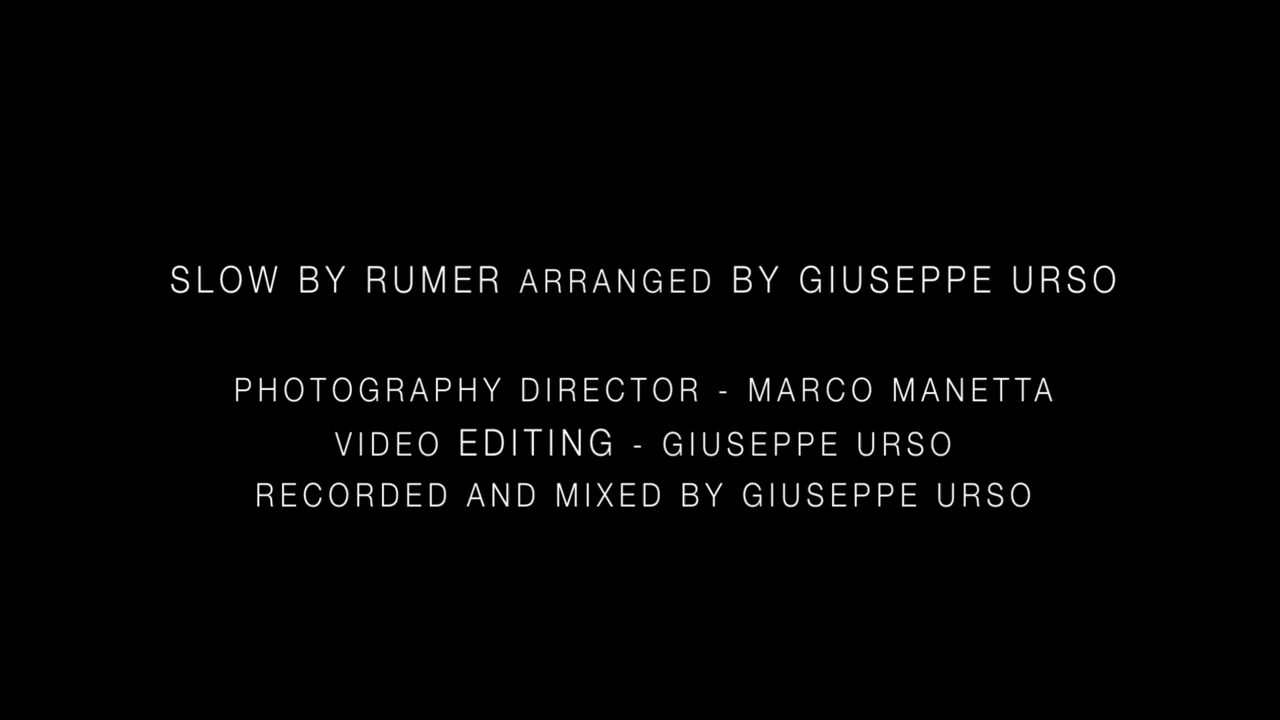 SLOW BY RUMER ARRANGED BY GIUSEPPE URSO
PHOTOGRAPHY DIRECTOR - MARCO MANETTA
VIDEO EDITING - GIUSEPPE URSO
RECORDED AND MIXED BY GIUSEPPE URSO